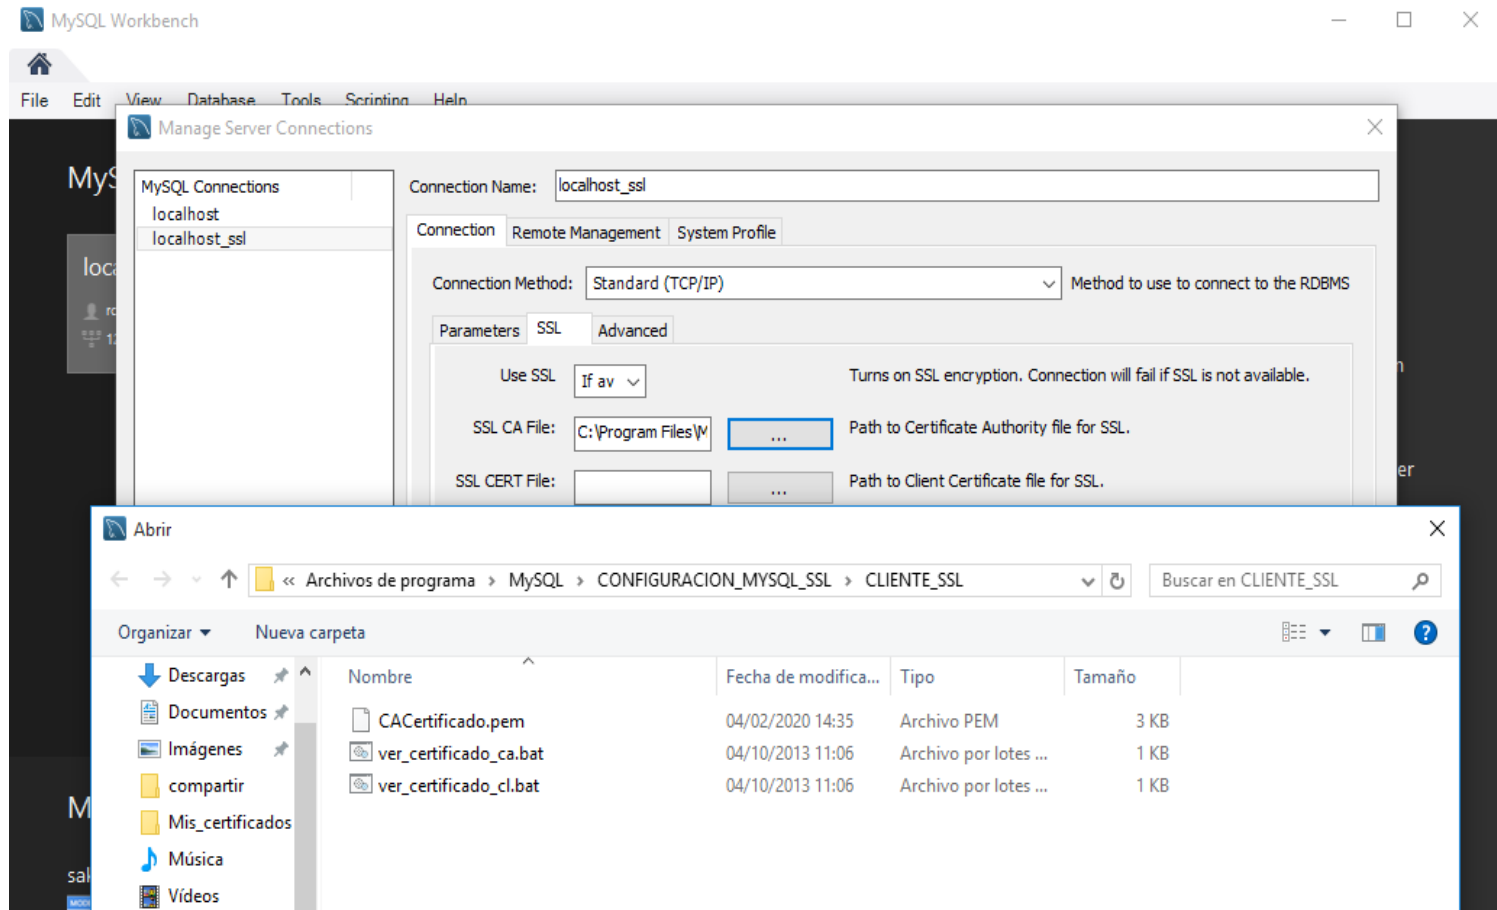 MySQL Workbench
File Edit View Database Tools Scripting Help
Manage Server Connections
MySQL Connections
localhost
localhost_ssl
Connection Name: localhost_ssl
Connection Remote Management System Profile
Connection Method: Standard (TCP/IP) Method to use to connect to the RDBMS
Parameters SSL Advanced
Use SSL If av Turns on SSL encryption. Connection will fail if SSL is not available.
SSL CA File: C:\Program Files\M ... Path to Certificate Authority file for SSL.
SSL CERT File: ... Path to Client Certificate file for SSL.
Abrir
« Archivos de programa > MySQL > CONFIGURACION_MYSQL_SSL > CLIENTE_SSL Buscar en CLIENTE_SSL
Organizar Nueva carpeta
Descargas
Documentos
Imágenes
compartir
Mis_certificados
Música
Vídeos
Nombre Fecha de modifica... Tipo Tamaño
CACertificado.pem 04/02/2020 14:35 Archivo PEM 3 KB
ver_certificado_ca.bat 04/10/2013 11:06 Archivo por lotes ... 1 KB
ver_certificado_cl.bat 04/10/2013 11:06 Archivo por lotes ... 1 KB